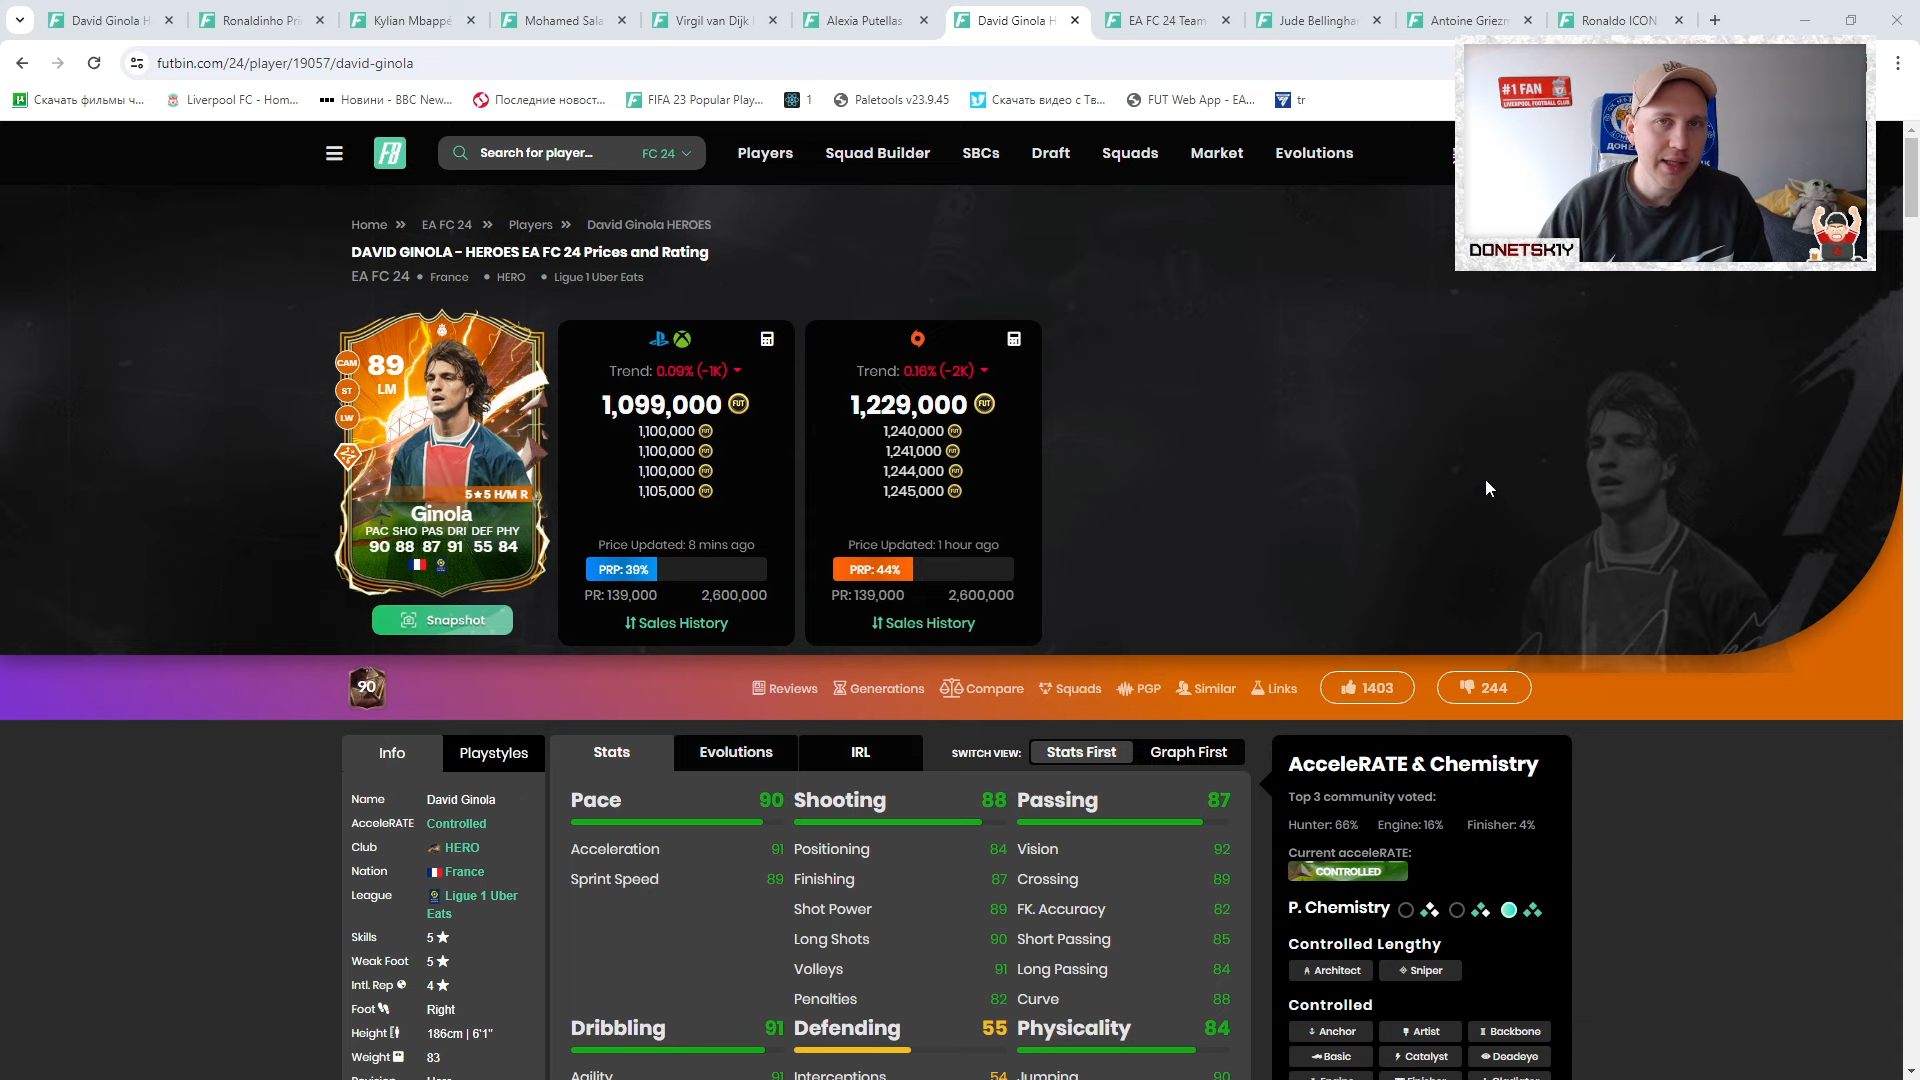 David Ginola H
Ronaldinho Pri
Kylian Mbappé
Mohamed Sala
Virgil van Dijk
Alexia Putellas
David Ginola H
EA FC 24 Team
Jude Bellingha
Antoine Griezm
Ronaldo ICON
futbin.com/24/player/19057/david-ginola
Скачать фильмы ч...
Liverpool FC - Hom...
Новини - BBC New...
Последние новост...
FIFA 23 Popular Play...
1
Paletools v23.9.45
Скачать видео с Тв...
FUT Web App - EA...
tr
#1 FAN
LIVERPOOL FOOTBALL CLUB
DONETSK1Y
FB
Search for player...
FC 24
Players
Squad Builder
SBCs
Draft
Squads
Market
Evolutions
Home
EA FC 24
Players
David Ginola HEROES
DAVID GINOLA - HEROES EA FC 24 Prices and Rating
EA FC 24 • France • HERO • Ligue 1 Uber Eats
CAM
ST
LW
89
LM
5★5 H/M R
Ginola
PAC SHO PAS DRI DEF PHY
90 88 87 91 55 84
Snapshot
Trend: 0.09% (-1K)
1,099,000
1,100,000
1,100,000
1,100,000
1,105,000
Price Updated: 8 mins ago
PRP: 39%
PR: 139,000 2,600,000
Sales History
Trend: 0.16% (-2K)
1,229,000
1,240,000
1,241,000
1,244,000
1,245,000
Price Updated: 1 hour ago
PRP: 44%
PR: 139,000 2,600,000
Sales History
90
Reviews
Generations
Compare
Squads
PGP
Similar
Links
1403
244
Info
Playstyles
Name David Ginola
AcceleRATE Controlled
Club HERO
Nation France
League Ligue 1 Uber
Eats
Skills 5★
Weak Foot 5★
Intl. Rep 4★
Foot Right
Height 186cm | 6'1"
Weight 83
Stats
Evolutions
IRL
SWITCH VIEW:
Stats First
Graph First
Pace 90
Acceleration 91
Sprint Speed 89
Shooting 88
Positioning 84
Finishing 87
Shot Power 89
Long Shots 90
Volleys 91
Penalties 82
Passing 87
Vision 92
Crossing 89
FK. Accuracy 82
Short Passing 85
Long Passing 84
Curve 88
Dribbling 91
Agility 91
Defending 55
Interceptions 54
Physicality 84
Jumping 90
AcceleRATE & Chemistry
Top 3 community voted:
Hunter: 66% Engine: 16% Finisher: 4%
Current acceleRATE:
CONTROLLED
P. Chemistry
Controlled Lengthy
Architect
Sniper
Controlled
Anchor
Artist
Backbone
Basic
Catalyst
Deadeye